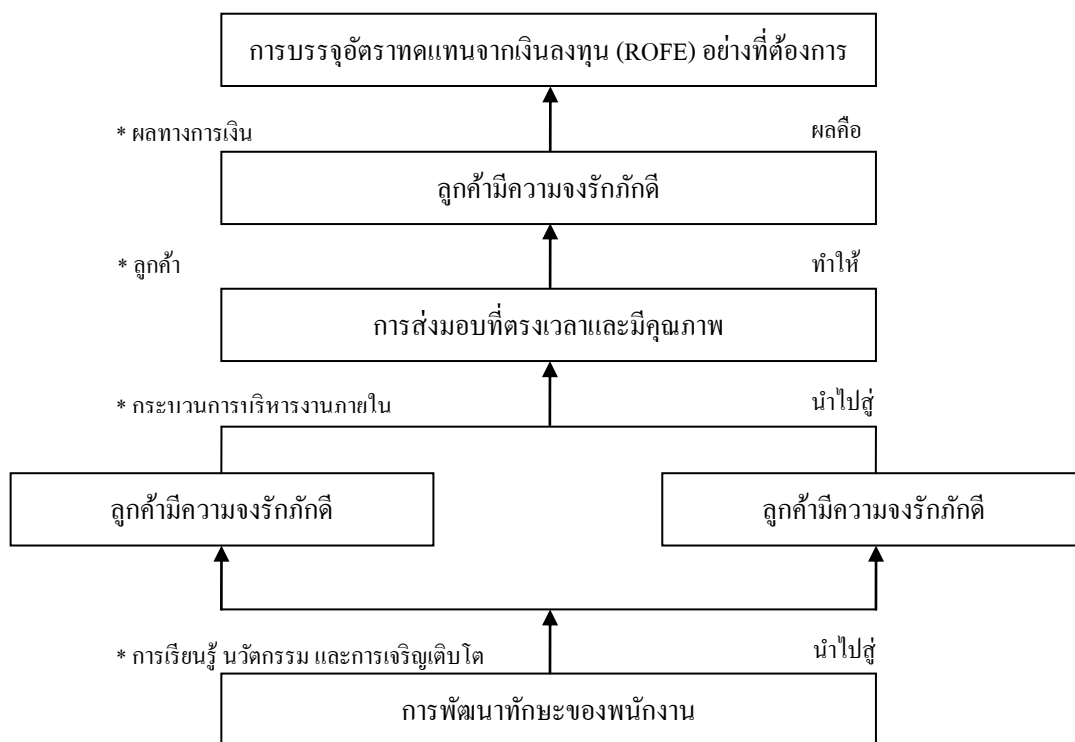 การบรรจุอัตราทดแทนจากเงินลงทุน (ROFE) อย่างที่ต้องการ
* ผลทางการเงิน
ผลคือ
ลูกค้ามีความจงรักภักดี
* ลูกค้า
ทำให้
การส่งมอบที่ตรงเวลาและมีคุณภาพ
* กระบวนการบริหารงานภายใน
นำไปสู่
ลูกค้ามีความจงรักภักดี
ลูกค้ามีความจงรักภักดี
* การเรียนรู้ นวัตกรรม และการเจริญเติบโต
นำไปสู่
การพัฒนาทักษะของพนักงาน